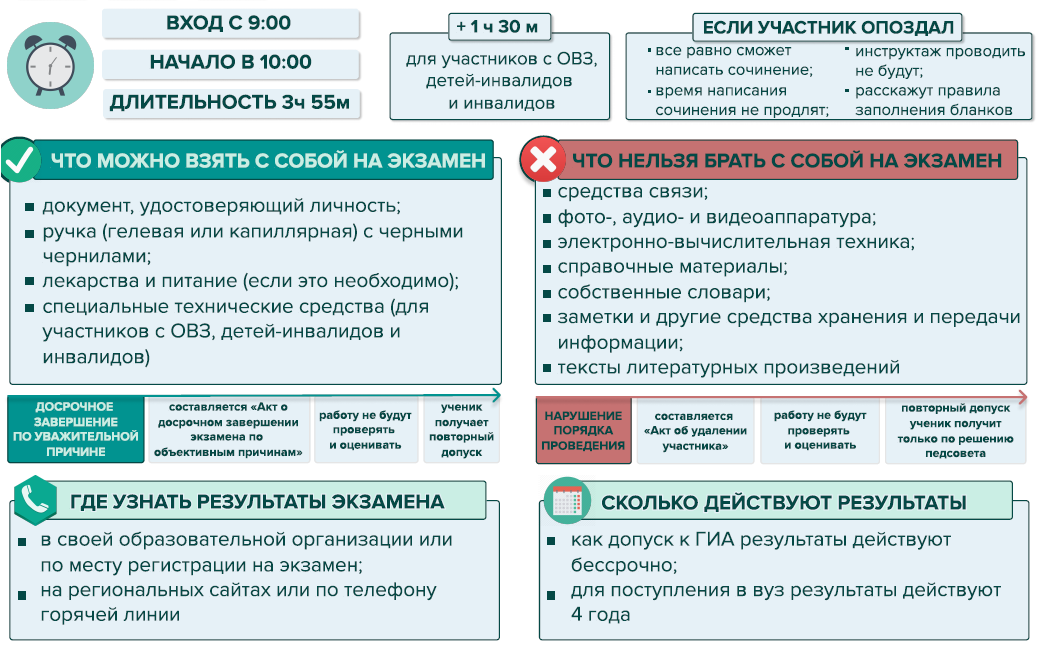 ВХОД С 9:00
НАЧАЛО В 10:00
ДЛИТЕЛЬНОСТЬ 3ч 55м
+ 1 ч 30 м
для участников с ОВЗ,
детей-инвалидов
и инвалидов
ЕСЛИ УЧАСТНИК ОПОЗДАЛ
все равно сможет
написать сочинение;
время написания
сочинения не продлят;
инструктаж проводить
не будут;
расскажут правила
заполнения бланков
ЧТО МОЖНО ВЗЯТЬ С СОБОЙ НА ЭКЗАМЕН
документ, удостоверяющий личность;
ручка (гелевая или капиллярная) с черными
чернилами;
лекарства и питание (если это необходимо);
специальные технические средства (для
участников с ОВЗ, детей-инвалидов и
инвалидов)
ЧТО НЕЛЬЗЯ БРАТЬ С СОБОЙ НА ЭКЗАМЕН
средства связи;
фото-, аудио- и видеоаппаратура;
электронно-вычислительная техника;
справочные материалы;
собственные словари;
заметки и другие средства хранения и передачи
информации;
тексты литературных произведений
ДОСРОЧНОЕ
ЗАВЕРШЕНИЕ
ПО УВАЖИТЕЛЬНОЙ
ПРИЧИНЕ
составляется «Акт о
досрочном завершении
экзамена по
объективным причинам»
работу не будут
проверять
и оценивать
ученик
получает
повторный
допуск
НАРУШЕНИЕ
ПОРЯДКА
ПРОВЕДЕНИЯ
составляется
«Акт об удалении
участника»
работу не будут
проверять
и оценивать
повторный допуск
ученик получит
только по решению
педсовета
ГДЕ УЗНАТЬ РЕЗУЛЬТАТЫ ЭКЗАМЕНА
в своей образовательной организации или
по месту регистрации на экзамен;
на региональных сайтах или по телефону
горячей линии
СКОЛЬКО ДЕЙСТВУЮТ РЕЗУЛЬТАТЫ
как допуск к ГИА результаты действуют
бессрочно;
для поступления в вуз результаты действуют
4 года